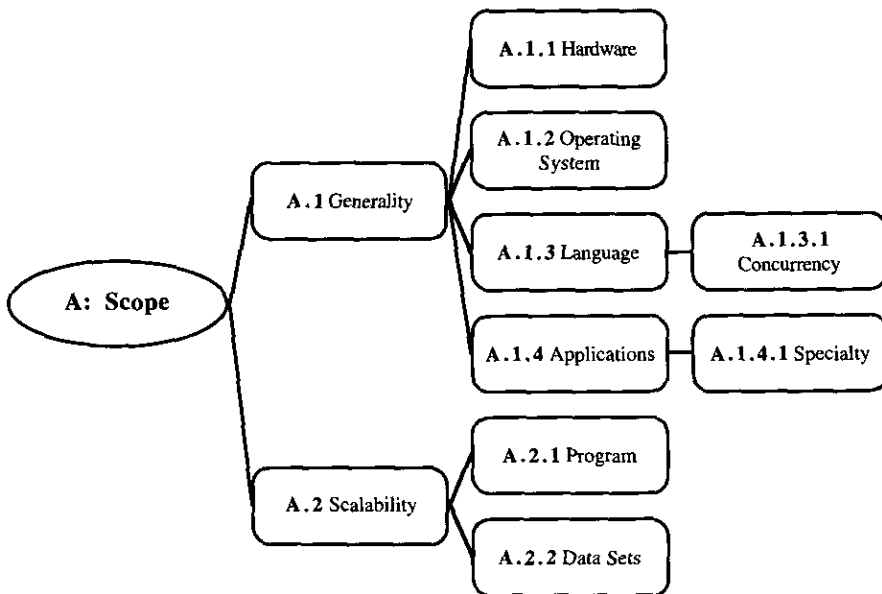 A: Scope
A.1 Generality
A.1.1 Hardware
A.1.2 Operating
System
A.1.3 Language
A.1.3.1
Concurrency
A.1.4 Applications
A.1.4.1 Specialty
A.2 Scalability
A.2.1 Program
A.2.2 Data Sets